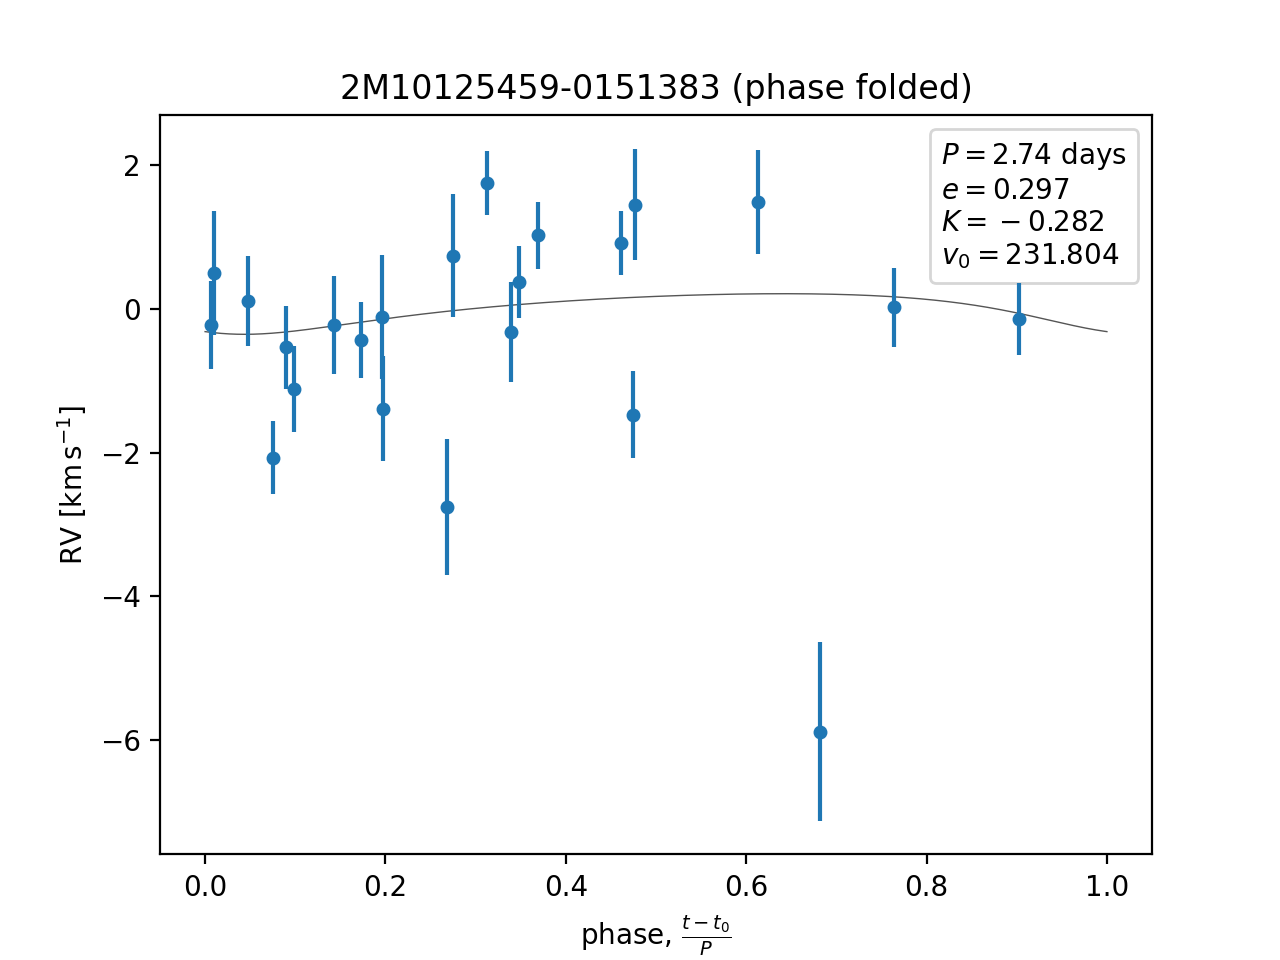 2M10125459-0151383 (phase folded)
P = 2.74 days
e = 0.297
K = −0.282
v₀ = 231.804
RV [km s⁻¹]
2
0
−2
−4
−6
0.0 0.2 0.4 0.6 0.8 1.0
phase, (t − t₀)/P